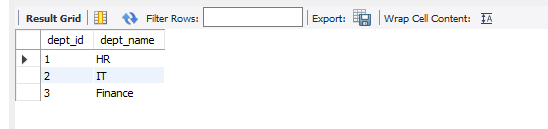 Result Grid Filter Rows: Export: Wrap Cell Content:
dept_id dept_name
1 HR
2 IT
3 Finance